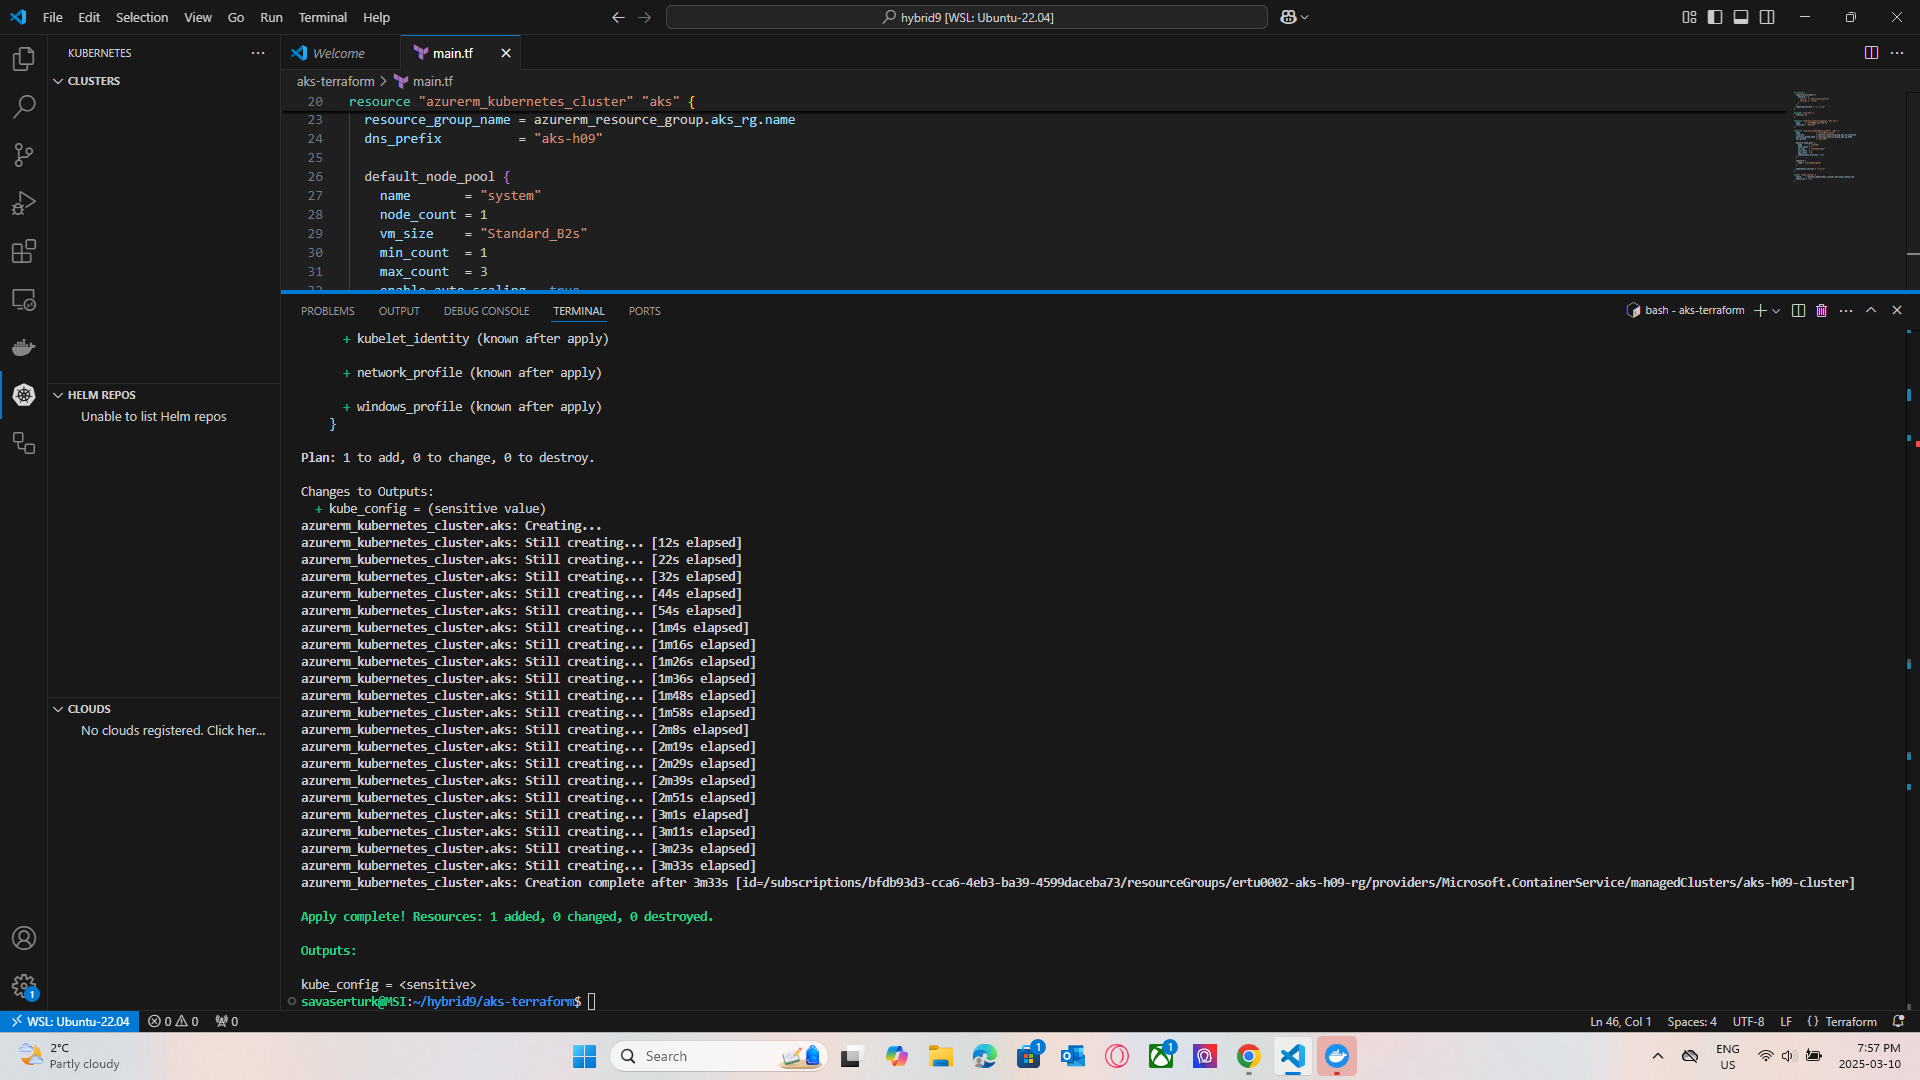 File Edit Selection View Go Run Terminal Help
hybrid9 [WSL: Ubuntu-22.04]
KUBERNETES
CLUSTERS
HELM REPOS
Unable to list Helm repos
CLOUDS
No clouds registered. Click her...
Welcome
main.tf
aks-terraform > main.tf
20 resource "azurerm_kubernetes_cluster" "aks" {
23 resource_group_name = azurerm_resource_group.aks_rg.name
24 dns_prefix = "aks-h09"
25
26 default_node_pool {
27 name = "system"
28 node_count = 1
29 vm_size = "Standard_B2s"
30 min_count = 1
31 max_count = 3
32 enable_auto_scaling = true
PROBLEMS OUTPUT DEBUG CONSOLE TERMINAL PORTS
bash - aks-terraform
+ kubelet_identity (known after apply)
+ network_profile (known after apply)
+ windows_profile (known after apply)
}
Plan: 1 to add, 0 to change, 0 to destroy.
Changes to Outputs:
+ kube_config = (sensitive value)
azurerm_kubernetes_cluster.aks: Creating...
azurerm_kubernetes_cluster.aks: Still creating... [12s elapsed]
azurerm_kubernetes_cluster.aks: Still creating... [22s elapsed]
azurerm_kubernetes_cluster.aks: Still creating... [32s elapsed]
azurerm_kubernetes_cluster.aks: Still creating... [44s elapsed]
azurerm_kubernetes_cluster.aks: Still creating... [54s elapsed]
azurerm_kubernetes_cluster.aks: Still creating... [1m4s elapsed]
azurerm_kubernetes_cluster.aks: Still creating... [1m16s elapsed]
azurerm_kubernetes_cluster.aks: Still creating... [1m26s elapsed]
azurerm_kubernetes_cluster.aks: Still creating... [1m36s elapsed]
azurerm_kubernetes_cluster.aks: Still creating... [1m48s elapsed]
azurerm_kubernetes_cluster.aks: Still creating... [1m58s elapsed]
azurerm_kubernetes_cluster.aks: Still creating... [2m8s elapsed]
azurerm_kubernetes_cluster.aks: Still creating... [2m19s elapsed]
azurerm_kubernetes_cluster.aks: Still creating... [2m29s elapsed]
azurerm_kubernetes_cluster.aks: Still creating... [2m39s elapsed]
azurerm_kubernetes_cluster.aks: Still creating... [2m51s elapsed]
azurerm_kubernetes_cluster.aks: Still creating... [3m1s elapsed]
azurerm_kubernetes_cluster.aks: Still creating... [3m11s elapsed]
azurerm_kubernetes_cluster.aks: Still creating... [3m23s elapsed]
azurerm_kubernetes_cluster.aks: Still creating... [3m33s elapsed]
azurerm_kubernetes_cluster.aks: Creation complete after 3m33s [id=/subscriptions/bfdb93d3-cca6-4eb3-ba39-4599daceba73/resourceGroups/ertu0002-aks-h09-rg/providers/Microsoft.ContainerService/managedClusters/aks-h09-cluster]
Apply complete! Resources: 1 added, 0 changed, 0 destroyed.
Outputs:
kube_config = <sensitive>
savaserturk@MSI:~/hybrid9/aks-terraform$
1
WSL: Ubuntu-22.04 0 0 0
Ln 46, Col 1 Spaces: 4 UTF-8 LF {} Terraform
2°C
Partly cloudy
Search
1
1
ENG
US
7:57 PM
2025-03-10